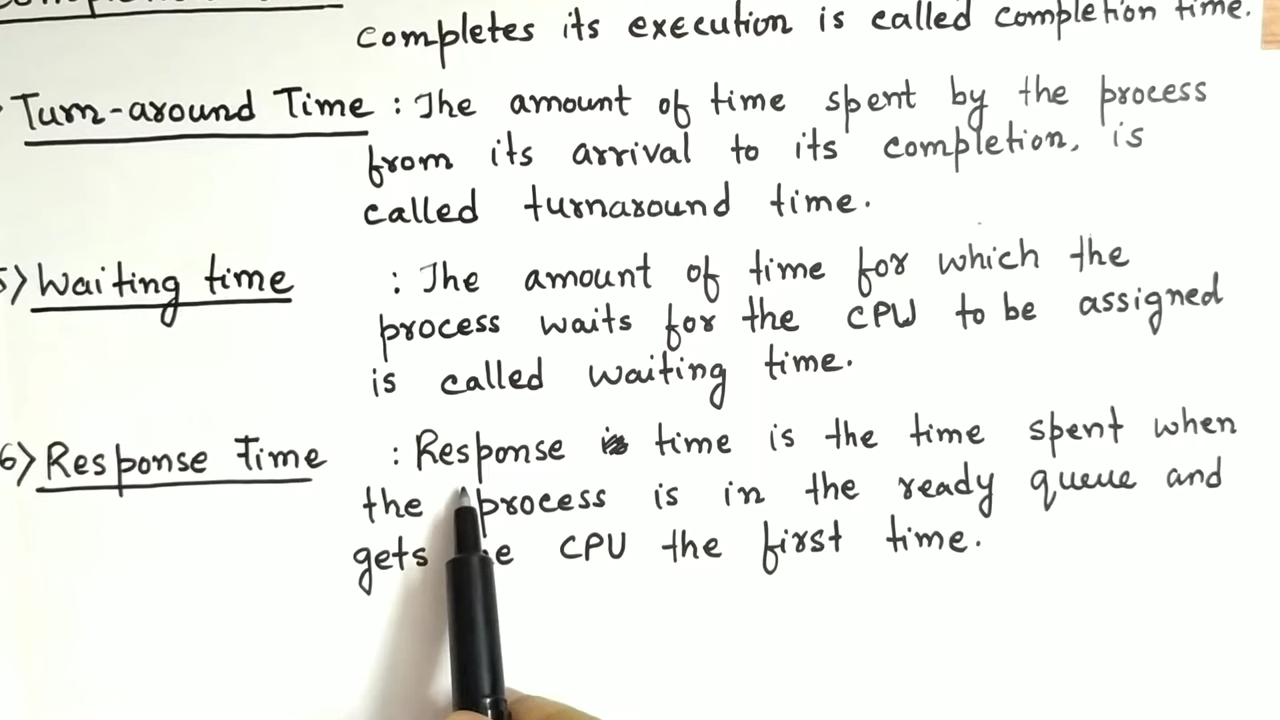 completes its execution is called completion time.
Turn-around Time : The amount of time spent by the process
from its arrival to its completion, is
called turnaround time.
5) Waiting time : The amount of time for which the
process waits for the CPU to be assigned
is called waiting time.
6) Response Time : Response time is the time spent when
the process is in the ready queue and
gets CPU the first time.